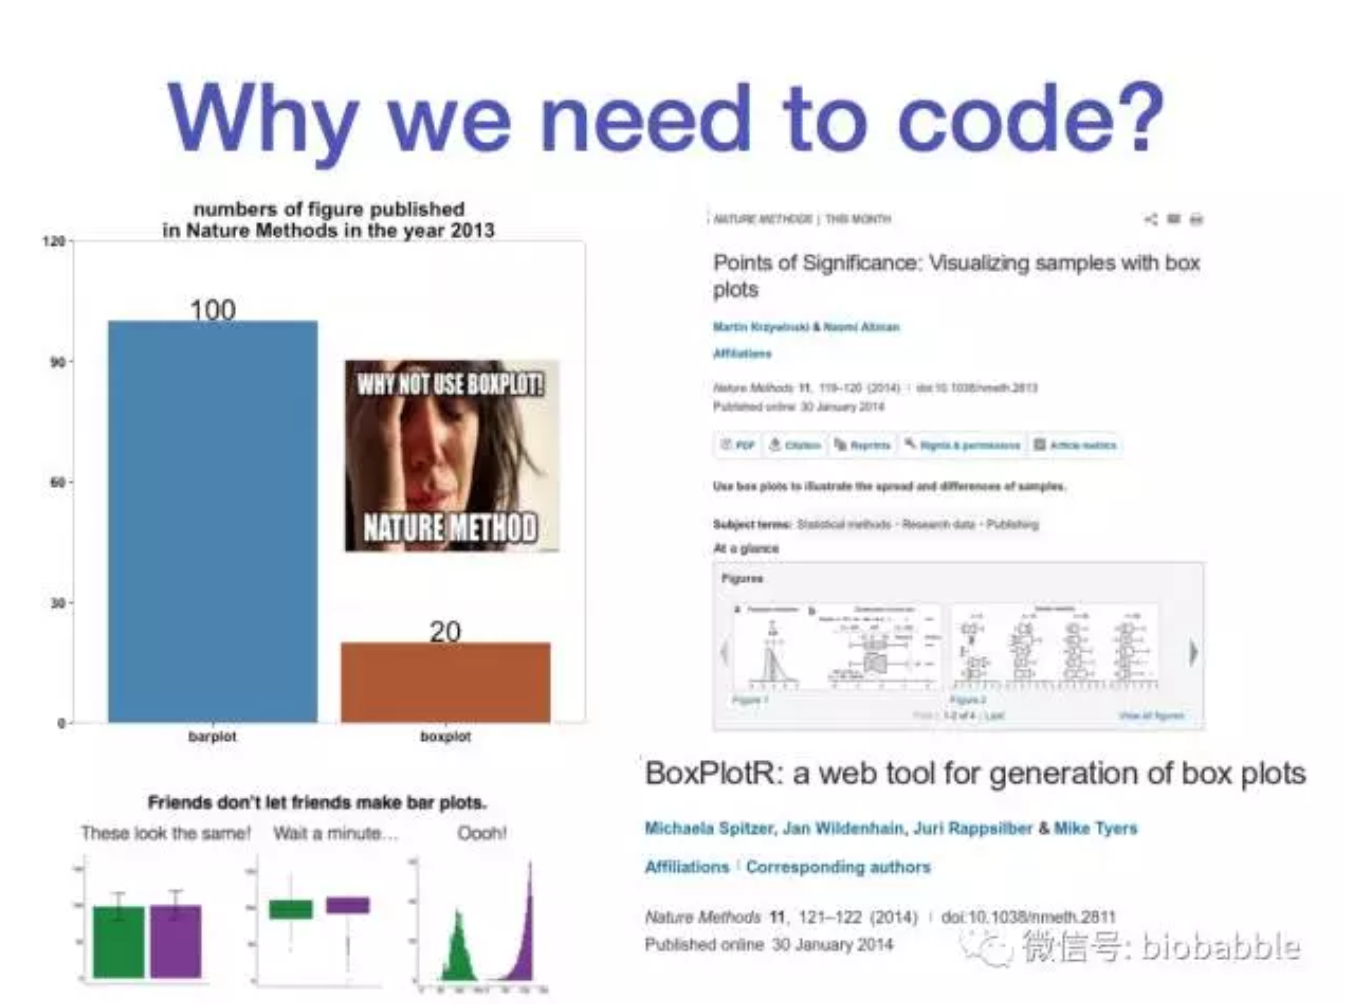 Why we need to code?
numbers of figure published
in Nature Methods in the year 2013
120
90
60
30
0
100
20
barplot
boxplot
WHY NOT USE BOXPLOT!
NATURE METHOD
NATURE METHODS | THIS MONTH
Points of Significance: Visualizing samples with box
plots
Martin Krzywinski & Naomi Altman
Affiliations
Nature Methods 11, 119–120 (2014) | doi:10.1038/nmeth.2813
Published online 30 January 2014
PDF Citation Reprints Rights & permissions Article metrics
Use box plots to illustrate the spread and differences of samples.
Subject terms: Statistical methods • Research data • Publishing
At a glance
Figures
a
b
Figure 1
Figure 2
1-2 of 4 | Last
View all figures
BoxPlotR: a web tool for generation of box plots
Michaela Spitzer, Jan Wildenhain, Juri Rappsilber & Mike Tyers
Affiliations | Corresponding authors
Nature Methods 11, 121–122 (2014) | doi:10.1038/nmeth.2811
Published online 30 January 2014
Friends don't let friends make bar plots.
These look the same!
Wait a minute...
Oooh!
微信号: biobabble